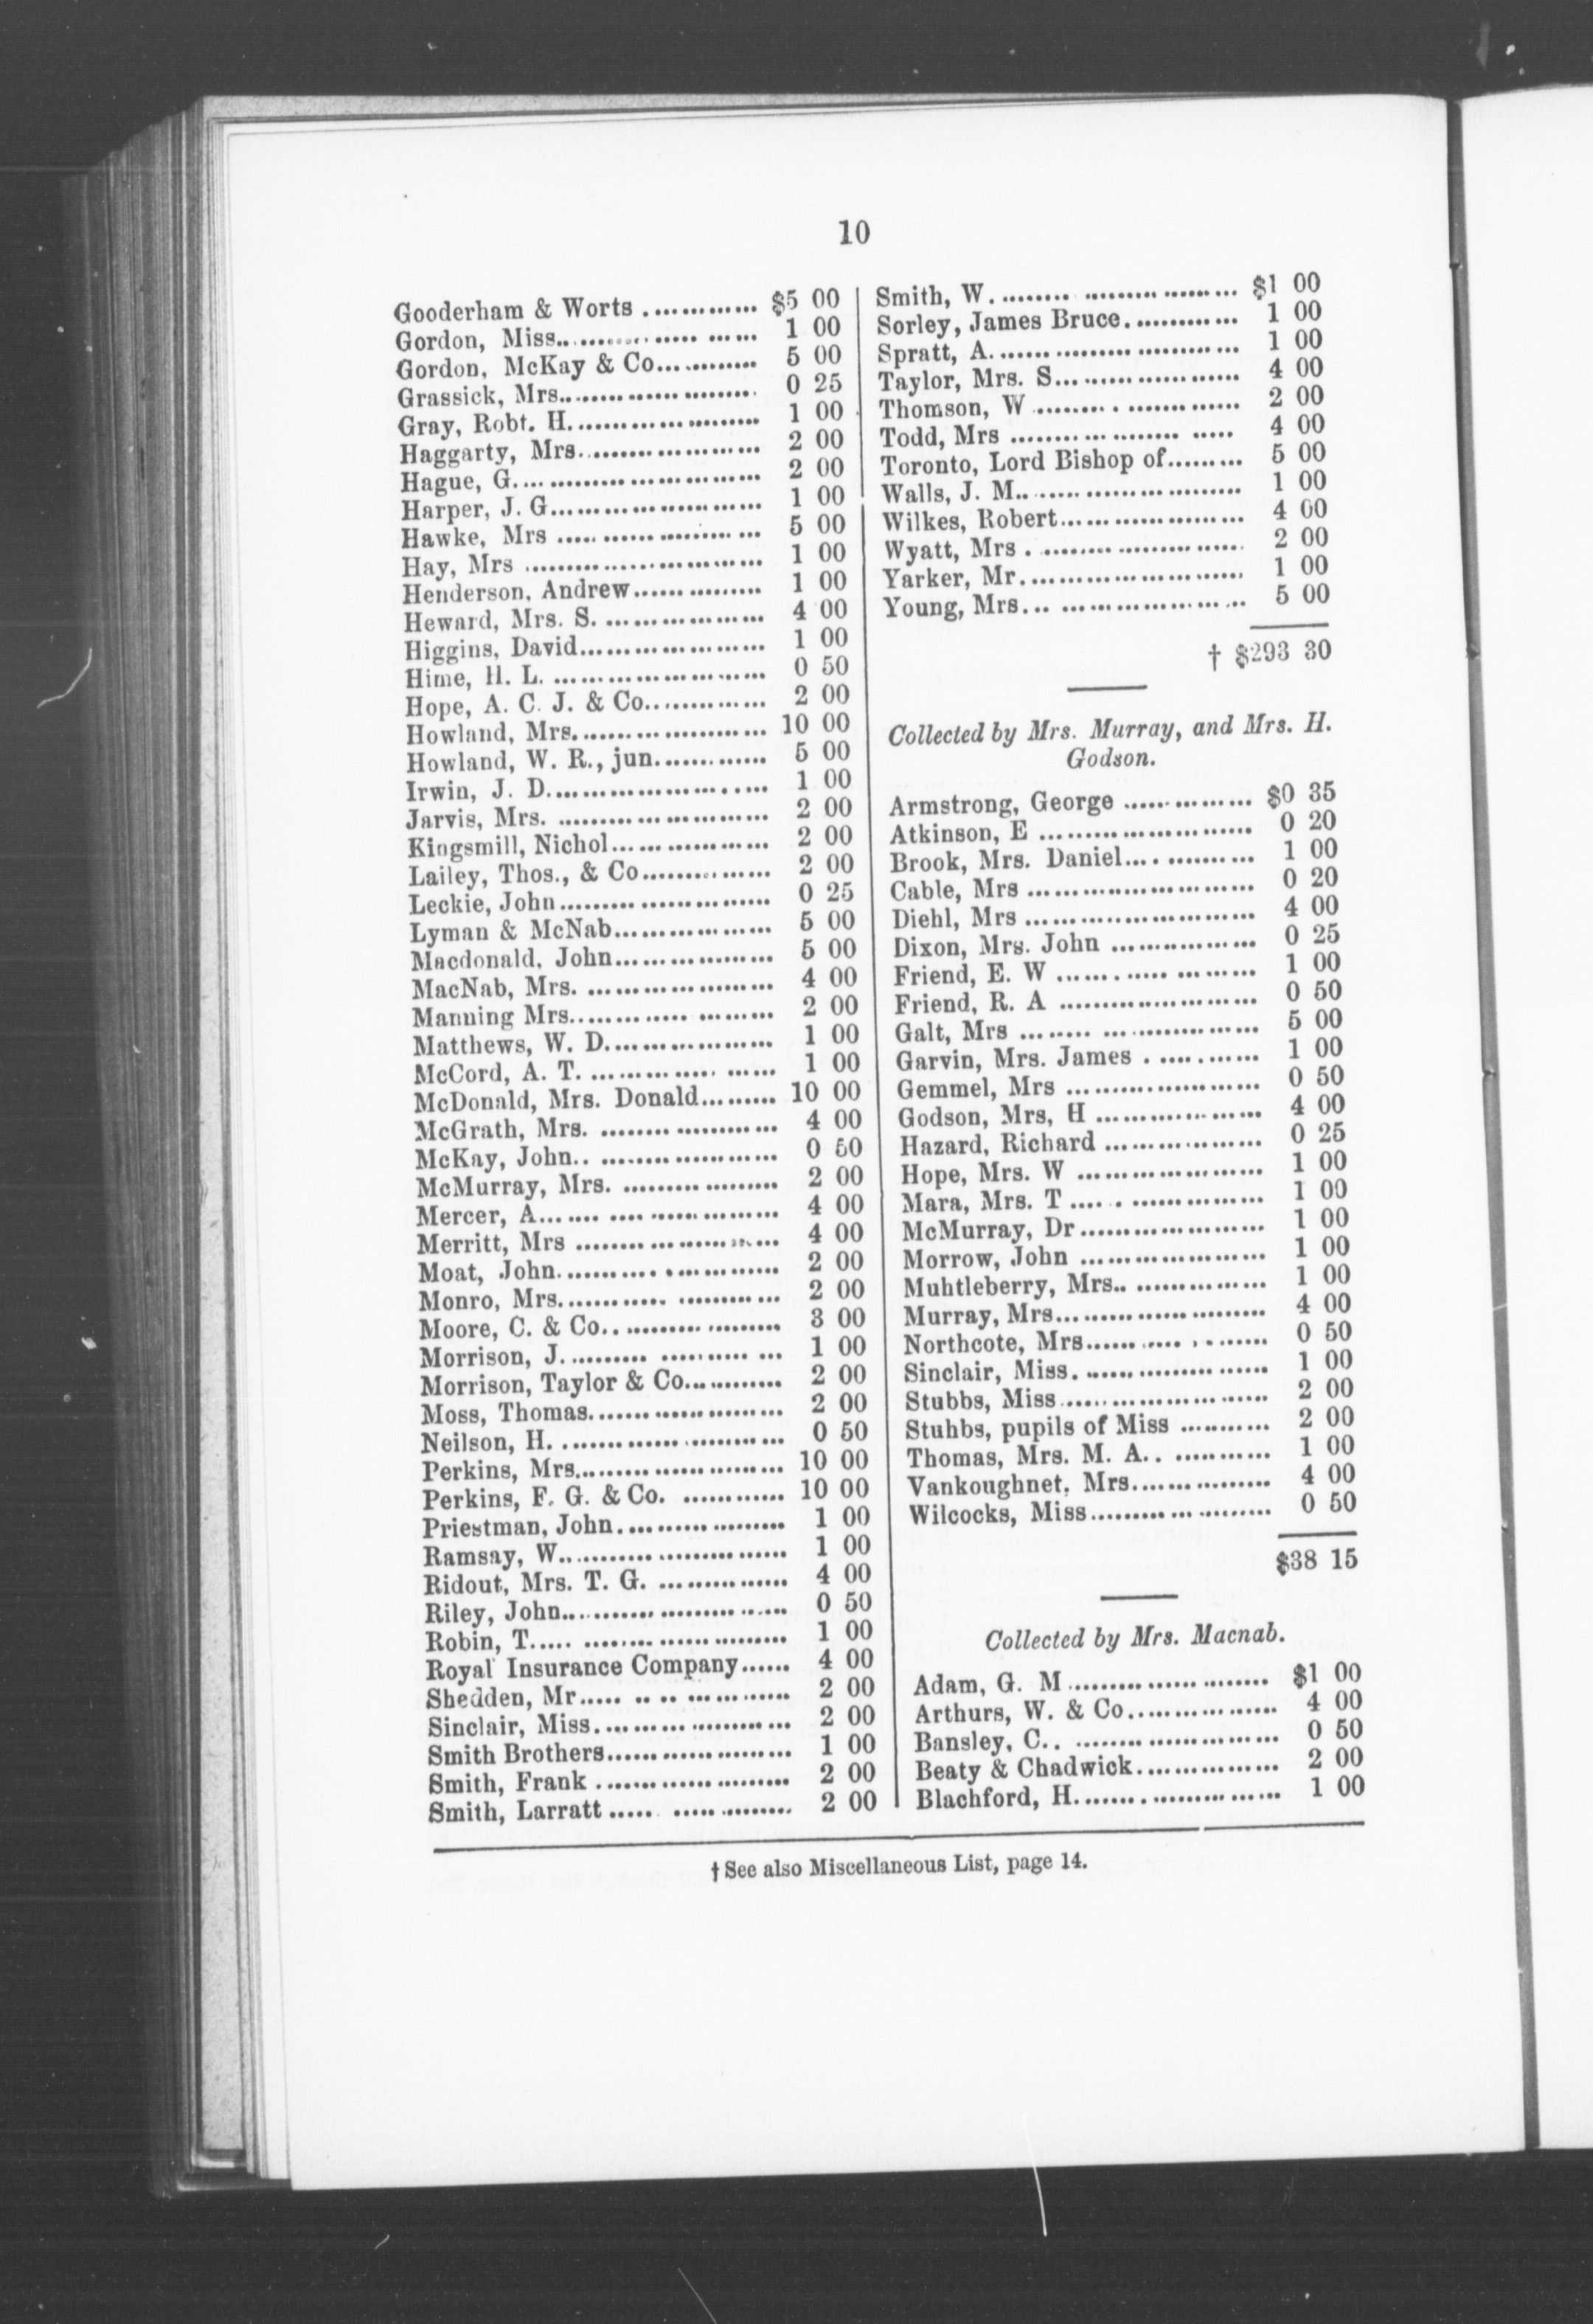 10
Gooderham & Worts ............ $5 00
Gordon, Miss.................... 1 00
Gordon, McKay & Co............ 5 00
Grassick, Mrs.................... 0 25
Gray, Robt. H.................... 1 00
Haggarty, Mrs................... 2 00
Hague, G......................... 2 00
Harper, J. G..................... 1 00
Hawke, Mrs ..................... 5 00
Hay, Mrs ........................ 1 00
Henderson, Andrew.............. 1 00
Heward, Mrs. S. ................. 4 00
Higgins, David................... 1 00
Hime, H. L. ...................... 0 50
Hope, A. C. J. & Co............. 2 00
Howland, Mrs.................... 10 00
Howland, W. R., jun............. 5 00
Irwin, J. D....................... 1 00
Jarvis, Mrs. ...................... 2 00
Kingsmill, Nichol................ 2 00
Lailey, Thos., & Co.............. 2 00
Leckie, John...................... 0 25
Lyman & McNab................. 5 00
Macdonald, John................. 5 00
MacNab, Mrs. ................... 4 00
Manning Mrs.................... 2 00
Matthews, W. D................. 1 00
McCord, A. T. ................... 1 00
McDonald, Mrs. Donald......... 10 00
McGrath, Mrs. .................. 4 00
McKay, John.. ................... 0 50
McMurray, Mrs. ................ 2 00
Mercer, A........................ 4 00
Merritt, Mrs ..................... 4 00
Moat, John....................... 2 00
Monro, Mrs...................... 2 00
Moore, C. & Co.................. 3 00
Morrison, J....................... 1 00
Morrison, Taylor & Co........... 2 00
Moss, Thomas.................... 2 00
Neilson, H. ....................... 0 50
Perkins, Mrs..................... 10 00
Perkins, F. G. & Co. ............ 10 00
Priestman, John.................. 1 00
Ramsay, W....................... 1 00
Ridout, Mrs. T. G. .............. 4 00
Riley, John....................... 0 50
Robin, T......................... 1 00
Royal Insurance Company...... 4 00
Shedden, Mr..................... 2 00
Sinclair, Miss.................... 2 00
Smith Brothers................... 1 00
Smith, Frank .................... 2 00
Smith, Larratt ................... 2 00
Smith, W. ....................... $1 00
Sorley, James Bruce............. 1 00
Spratt, A......................... 1 00
Taylor, Mrs. S................... 4 00
Thomson, W ..................... 2 00
Todd, Mrs ....................... 4 00
Toronto, Lord Bishop of......... 5 00
Walls, J. M...................... 1 00
Wilkes, Robert................... 4 00
Wyatt, Mrs . .................... 2 00
Yarker, Mr....................... 1 00
Young, Mrs...................... 5 00
† $293 30
Collected by Mrs. Murray, and Mrs. H.
Godson.
Armstrong, George ............... $0 35
Atkinson, E ...................... 0 20
Brook, Mrs. Daniel.............. 1 00
Cable, Mrs ....................... 0 20
Diehl, Mrs ....................... 4 00
Dixon, Mrs. John ................ 0 25
Friend, E. W .................... 1 00
Friend, R. A ..................... 0 50
Galt, Mrs ........................ 5 00
Garvin, Mrs. James ............. 1 00
Gemmel, Mrs .................... 0 50
Godson, Mrs, H ................. 4 00
Hazard, Richard ................. 0 25
Hope, Mrs. W ................... 1 00
Mara, Mrs. T .................... 1 00
McMurray, Dr................... 1 00
Morrow, John ................... 1 00
Muhtleberry, Mrs.. .............. 1 00
Murray, Mrs..................... 4 00
Northcote, Mrs.................. 0 50
Sinclair, Miss.................... 1 00
Stubbs, Miss..................... 2 00
Stuhbs, pupils of Miss ........... 2 00
Thomas, Mrs. M. A.. ........... 1 00
Vankoughnet, Mrs............... 4 00
Wilcocks, Miss................... 0 50
$38 15
Collected by Mrs. Macnab.
Adam, G. M ..................... $1 00
Arthurs, W. & Co................ 4 00
Bansley, C.. ..................... 0 50
Beaty & Chadwick............... 2 00
Blachford, H..................... 1 00
† See also Miscellaneous List, page 14.